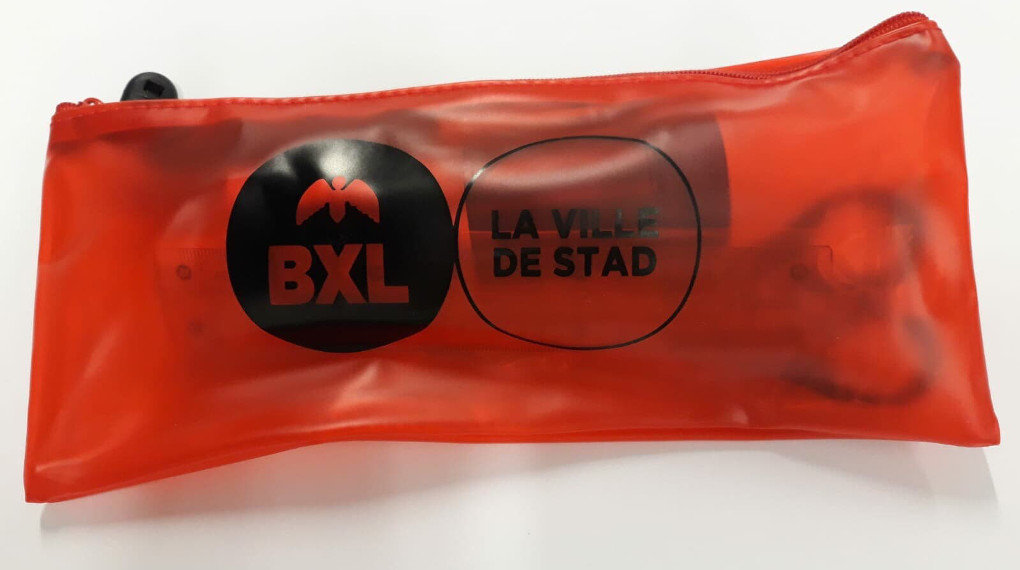 BXL
LA VILLE
DE STAD